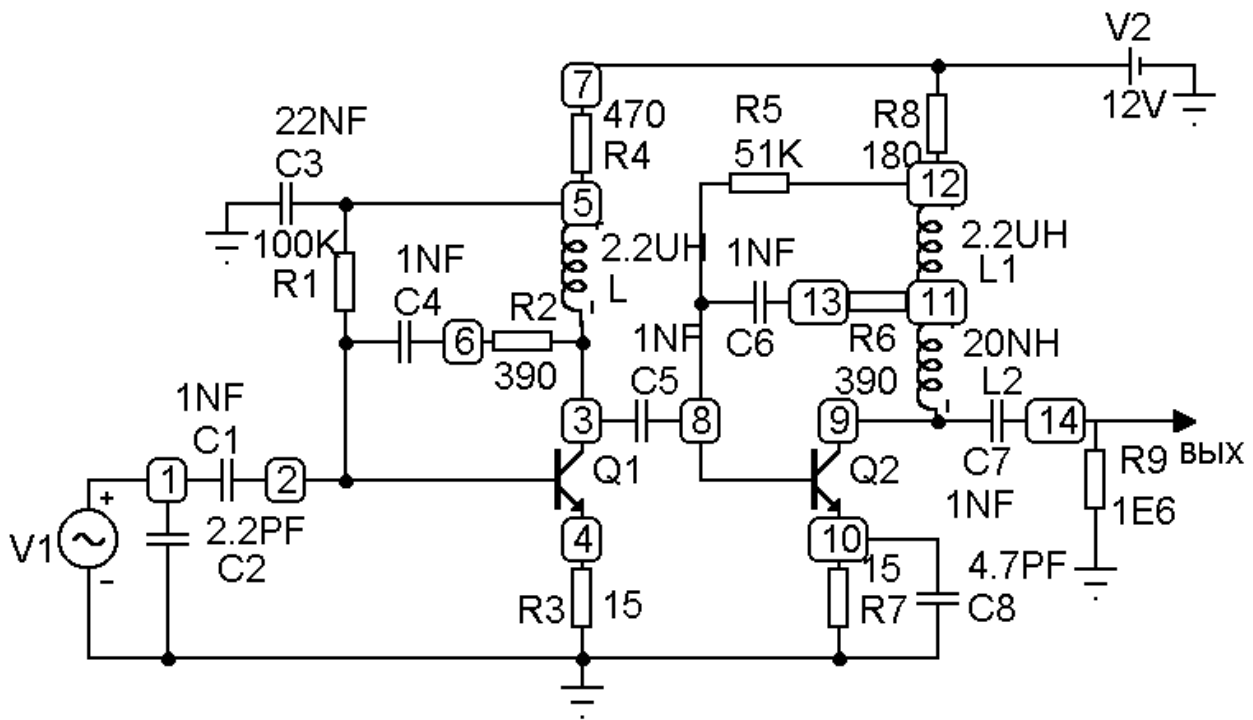 V2
12V
7
470
R4
R5
51K
R8
180
12
22NF
C3
5
100K
R1
1NF
C4
2.2UH
L
1NF
C6
2.2UH
L1
13
11
R2
6
390
1NF
C5
R6
390
20NH
L2
1NF
C1
3
8
9
C7
1NF
14
ВЫХ
R9
1E6
1
2
Q1
Q2
+
V1
-
2.2PF
C2
4
10
R3
15
15
R7
4.7PF
C8